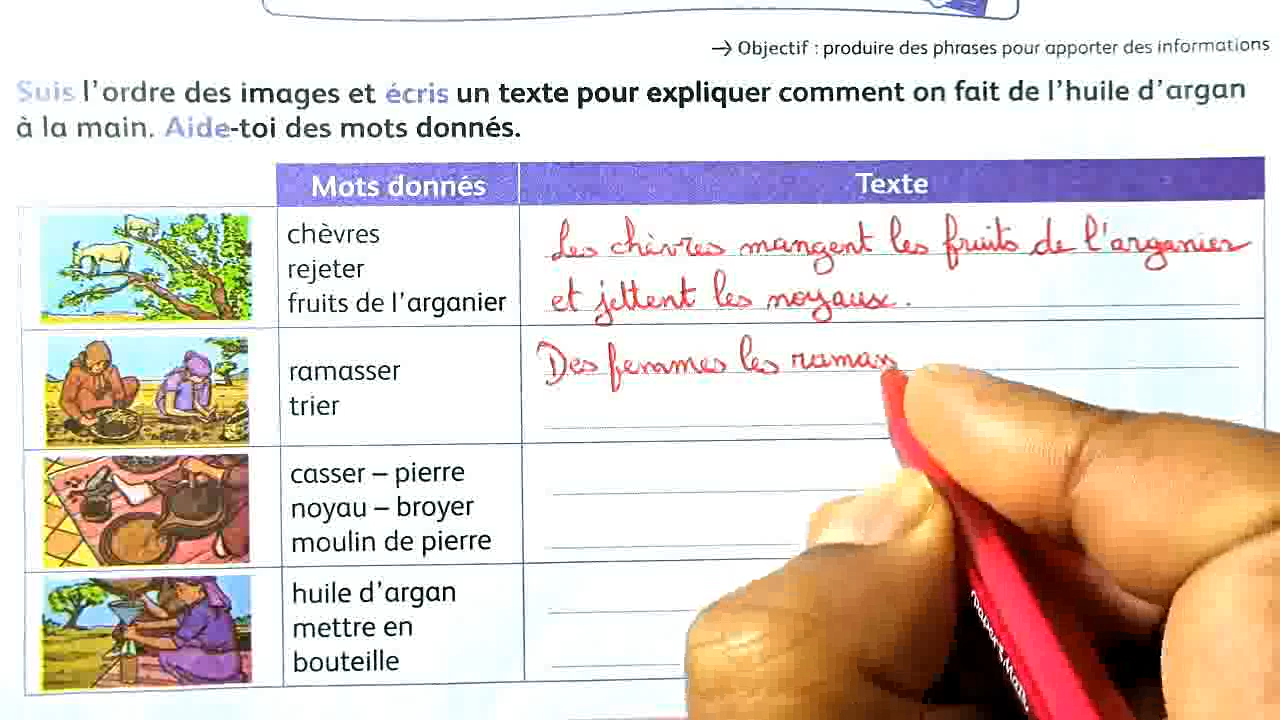 → Objectif : produire des phrases pour apporter des informations
Suis l'ordre des images et écris un texte pour expliquer comment on fait de l'huile d'argan
à la main. Aide-toi des mots donnés.
Mots donnés
Texte
chèvres
rejeter
fruits de l'arganier
Les chèvres mangent les fruits de l'arganier
et jettent les noyaux.
ramasser
trier
Des femmes les ramass
casser – pierre
noyau – broyer
moulin de pierre
huile d'argan
mettre en
bouteille